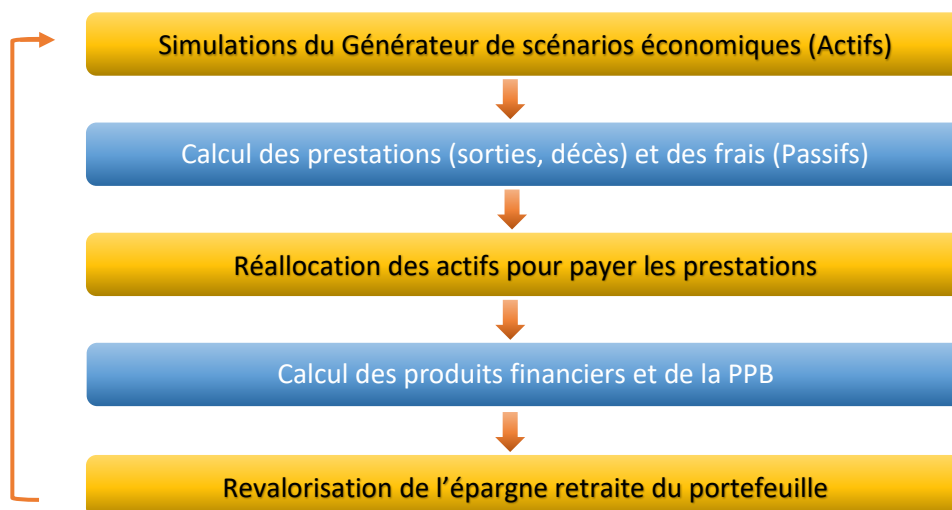 Simulations du Générateur de scénarios économiques (Actifs)
Calcul des prestations (sorties, décès) et des frais (Passifs)
Réallocation des actifs pour payer les prestations
Calcul des produits financiers et de la PPB
Revalorisation de l’épargne retraite du portefeuille